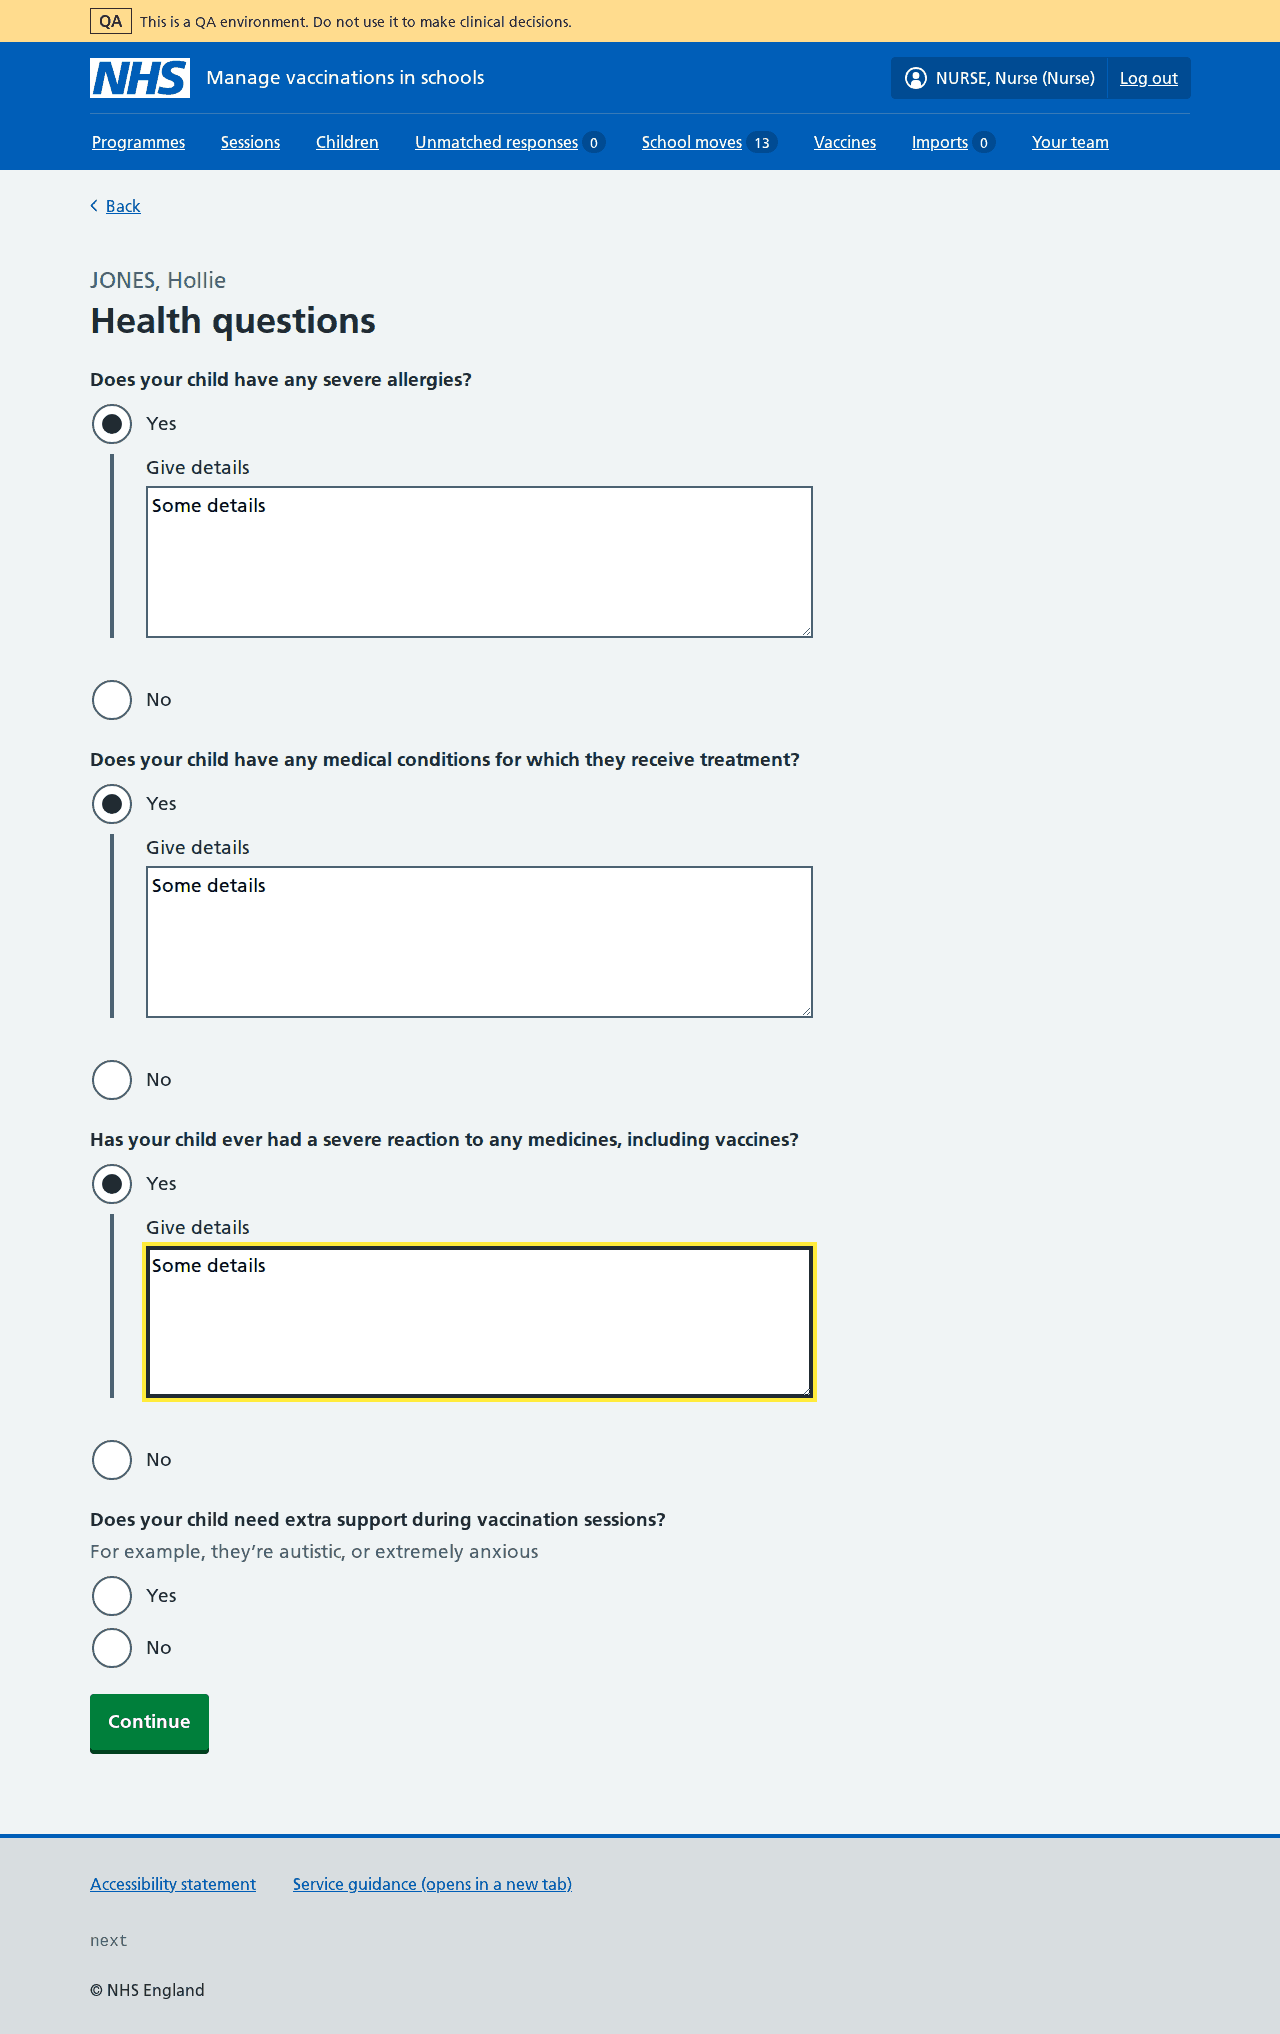 QA This is a QA environment. Do not use it to make clinical decisions.
NHS Manage vaccinations in schools NURSE, Nurse (Nurse) Log out
Programmes Sessions Children Unmatched responses 0 School moves 13 Vaccines Imports 0 Your team
Back
JONES, Hollie
Health questions
Does your child have any severe allergies?
Yes
Give details
Some details
No
Does your child have any medical conditions for which they receive treatment?
Yes
Give details
Some details
No
Has your child ever had a severe reaction to any medicines, including vaccines?
Yes
Give details
Some details
No
Does your child need extra support during vaccination sessions?
For example, they’re autistic, or extremely anxious
Yes
No
Continue
Accessibility statement Service guidance (opens in a new tab)
next
© NHS England